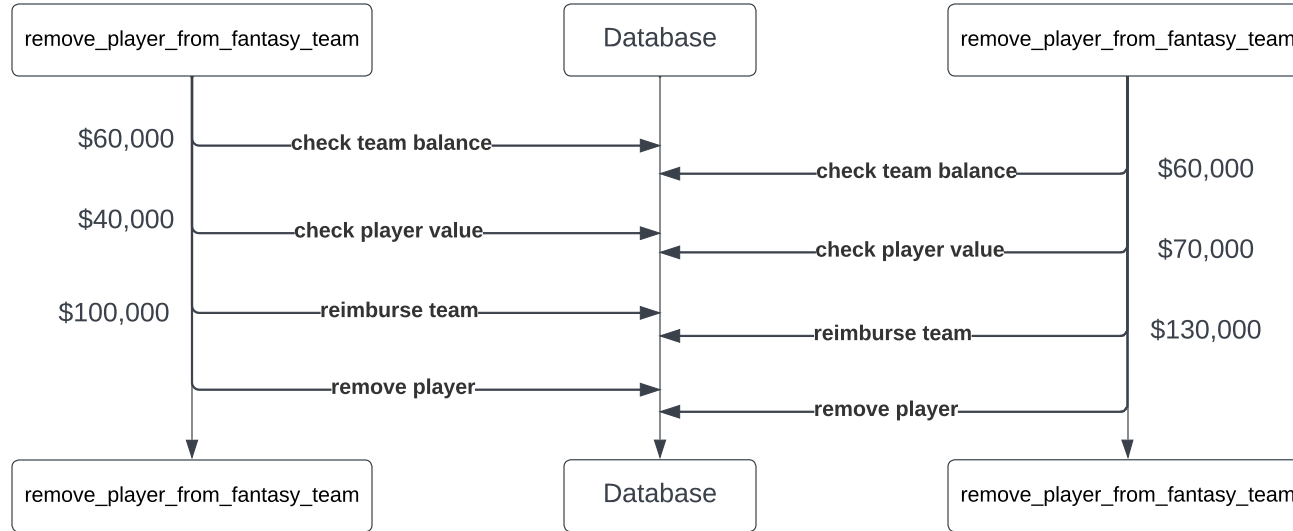 remove_player_from_fantasy_team
Database
remove_player_from_fantasy_team
$60,000
check team balance
check team balance
$60,000
$40,000
check player value
check player value
$70,000
$100,000
reimburse team
reimburse team
$130,000
remove player
remove player
remove_player_from_fantasy_team
Database
remove_player_from_fantasy_team